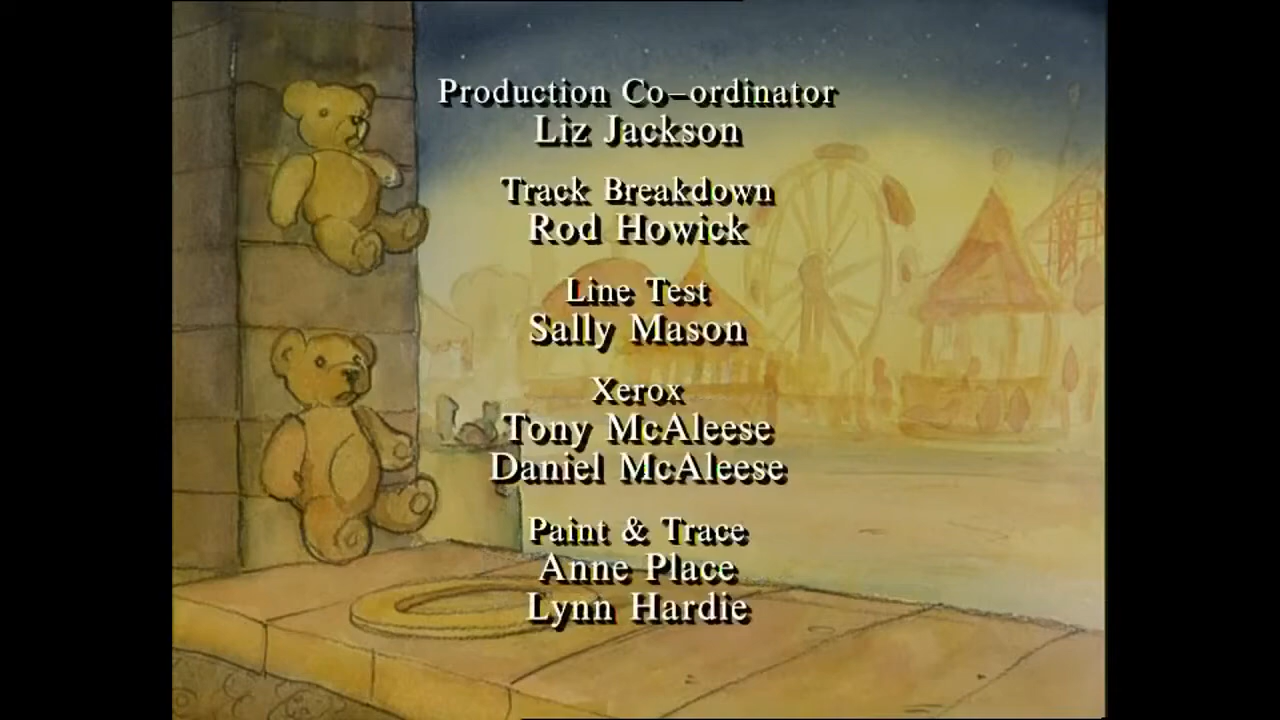 Production Co–ordinator
Liz Jackson
Track Breakdown
Rod Howick
Line Test
Sally Mason
Xerox
Tony McAleese
Daniel McAleese
Paint & Trace
Anne Place
Lynn Hardie